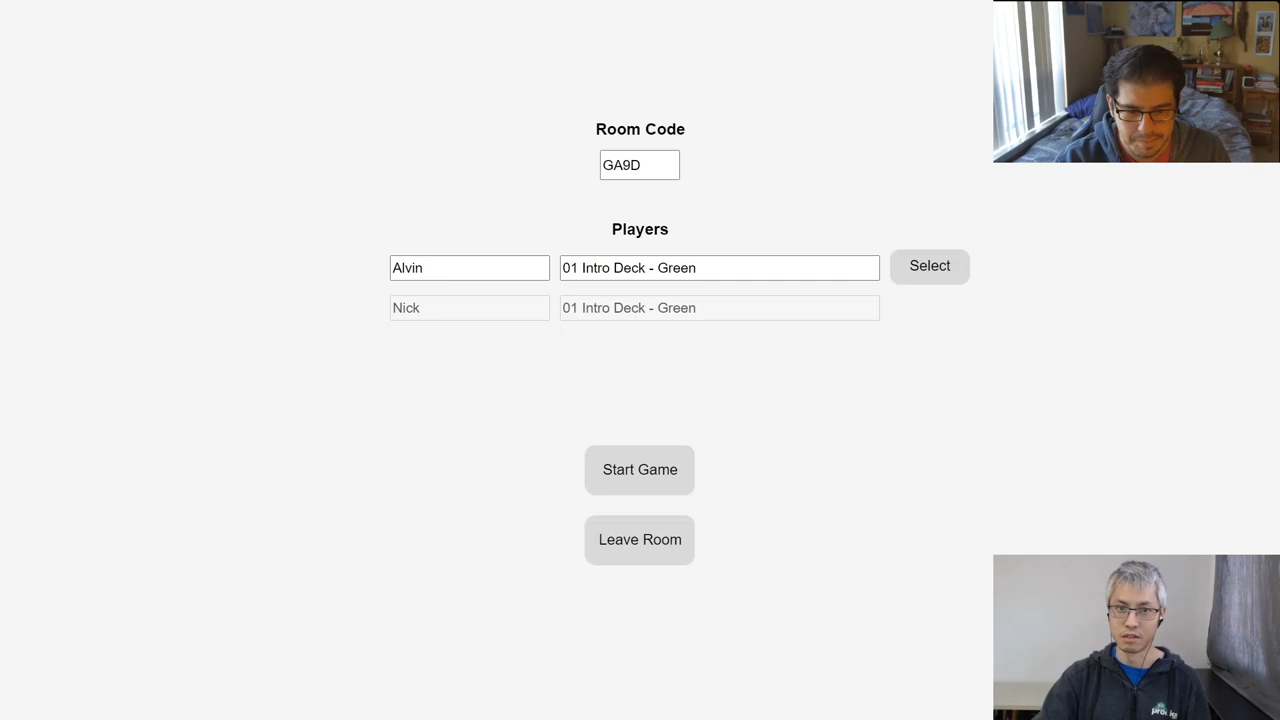 Room Code
GA9D
Players
Alvin 01 Intro Deck - Green Select
Nick 01 Intro Deck - Green
Start Game
Leave Room